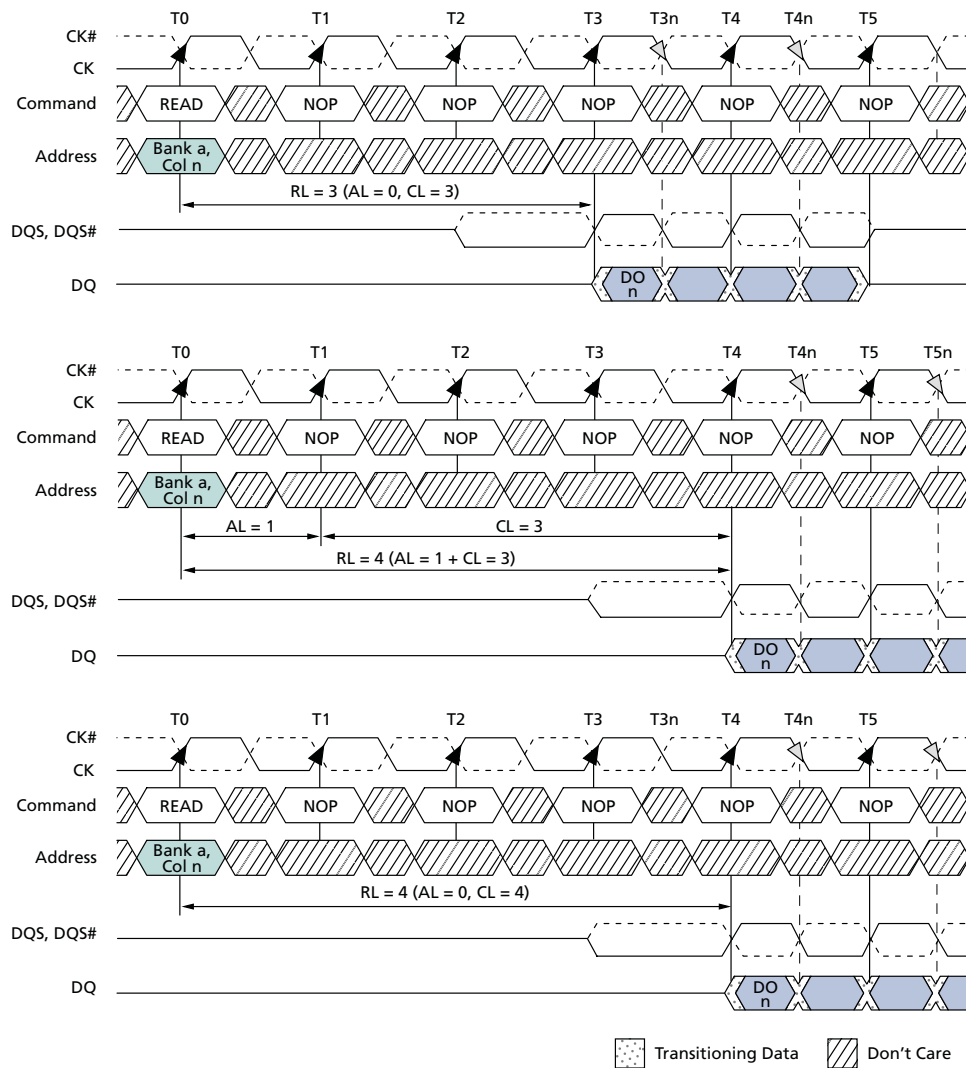 T0 T1 T2 T3 T3n T4 T4n T5
CK#
CK
Command READ NOP NOP NOP NOP NOP
Address Bank a,
Col n
RL = 3 (AL = 0, CL = 3)
DQS, DQS#
DQ DO
n
T0 T1 T2 T3 T4 T4n T5 T5n
CK#
CK
Command READ NOP NOP NOP NOP NOP
Address Bank a,
Col n
AL = 1 CL = 3
RL = 4 (AL = 1 + CL = 3)
DQS, DQS#
DQ DO
n
T0 T1 T2 T3 T3n T4 T4n T5
CK#
CK
Command READ NOP NOP NOP NOP NOP
Address Bank a,
Col n
RL = 4 (AL = 0, CL = 4)
DQS, DQS#
DQ DO
n
Transitioning Data Don't Care